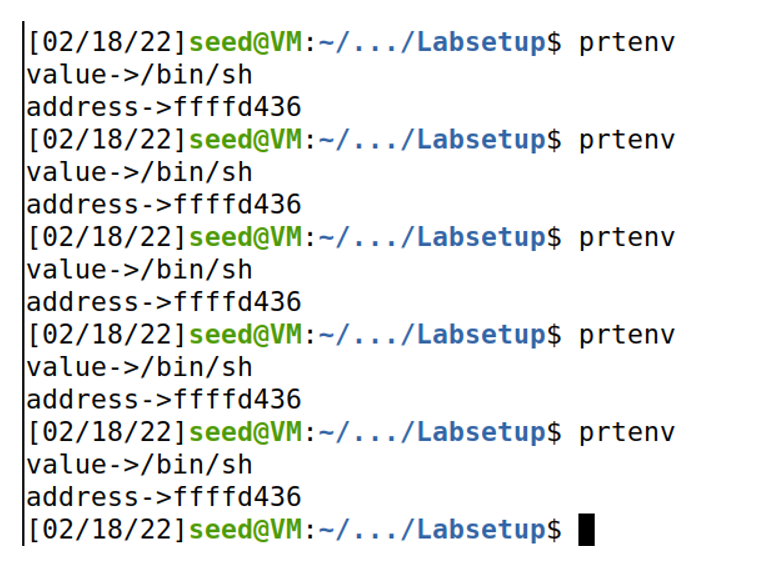 [02/18/22]seed@VM:~/.../Labsetup$ prtenv
value->/bin/sh
address->ffffd436
[02/18/22]seed@VM:~/.../Labsetup$ prtenv
value->/bin/sh
address->ffffd436
[02/18/22]seed@VM:~/.../Labsetup$ prtenv
value->/bin/sh
address->ffffd436
[02/18/22]seed@VM:~/.../Labsetup$ prtenv
value->/bin/sh
address->ffffd436
[02/18/22]seed@VM:~/.../Labsetup$ prtenv
value->/bin/sh
address->ffffd436
[02/18/22]seed@VM:~/.../Labsetup$